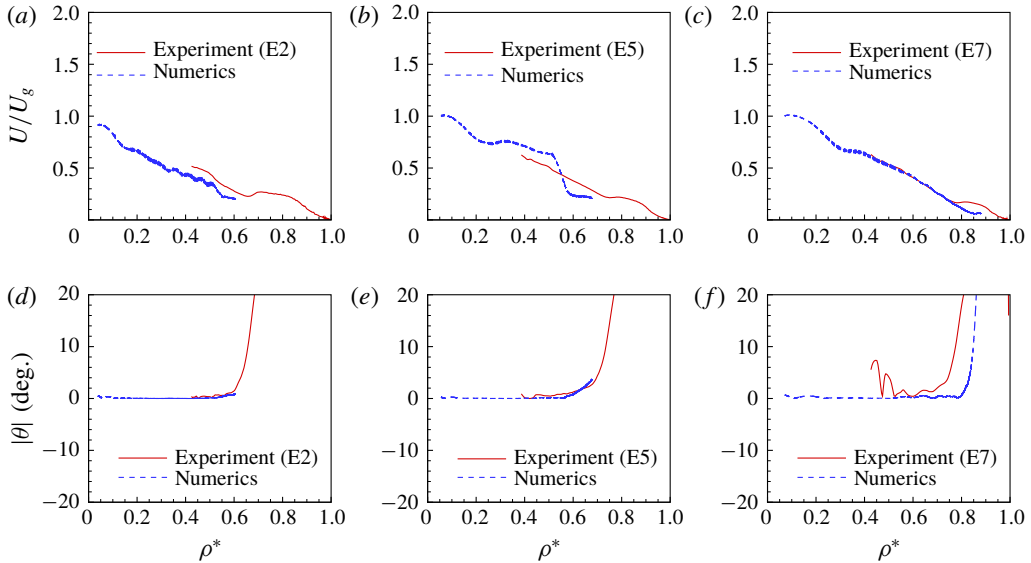 (a)
2.0
1.5
1.0
0.5
U/U_g
Experiment (E2)
Numerics
0 0.2 0.4 0.6 0.8 1.0
(b)
2.0
1.5
1.0
0.5
Experiment (E5)
Numerics
0 0.2 0.4 0.6 0.8 1.0
(c)
2.0
1.5
1.0
0.5
Experiment (E7)
Numerics
0 0.2 0.4 0.6 0.8 1.0
(d)
20
10
0
−10
−20
|θ| (deg.)
Experiment (E2)
Numerics
0 0.2 0.4 0.6 0.8 1.0
ρ*
(e)
20
10
0
−10
−20
Experiment (E5)
Numerics
0 0.2 0.4 0.6 0.8 1.0
ρ*
(f)
20
10
0
−10
−20
Experiment (E7)
Numerics
0 0.2 0.4 0.6 0.8 1.0
ρ*